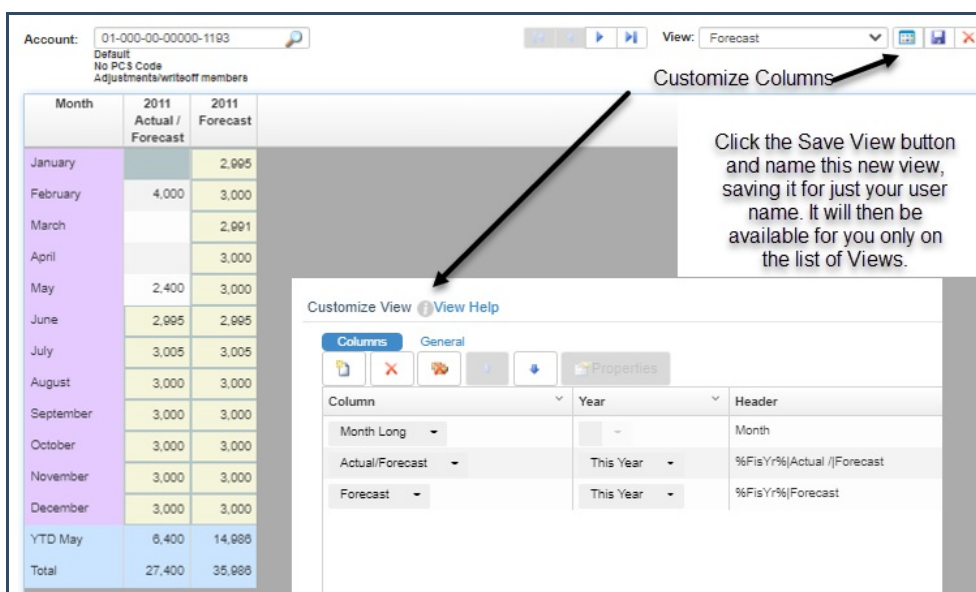 Account: 01-000-00-00000-1193 View: Forecast
Default
No PCS Code
Adjustments/writeoff members
Customize Columns
Month 2011 Actual / Forecast 2011 Forecast
January 2,995
February 4,000 3,000
March 2,991
April 3,000
May 2,400 3,000
June 2,995 2,995
July 3,005 3,005
August 3,000 3,000
September 3,000 3,000
October 3,000 3,000
November 3,000 3,000
December 3,000 3,000
YTD May 6,400 14,986
Total 27,400 35,986
Click the Save View button
and name this new view,
saving it for just your user
name. It will then be
available for you only on
the list of Views.
Customize View View Help
Columns General
Properties
Column Year Header
Month Long Month
Actual/Forecast This Year %FisYr%|Actual /|Forecast
Forecast This Year %FisYr%|Forecast